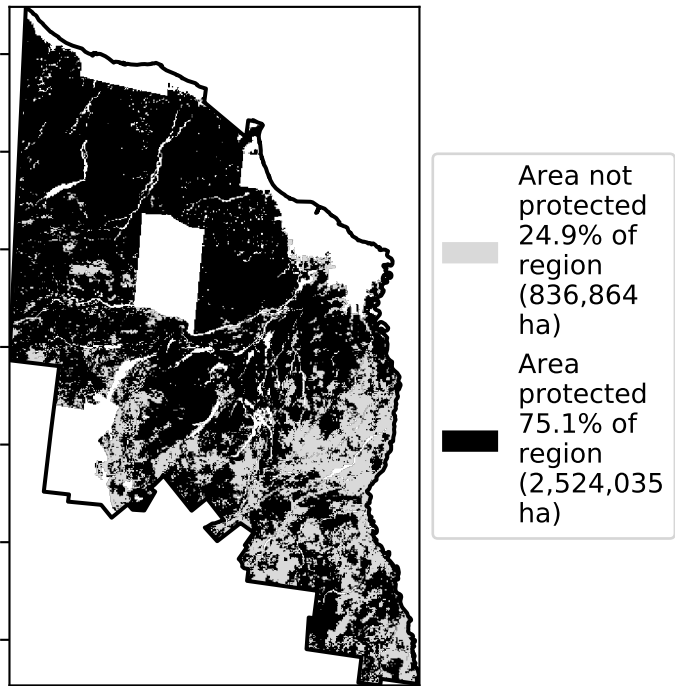 Area not
protected
24.9% of
region
(836,864
ha)
Area
protected
75.1% of
region
(2,524,035
ha)